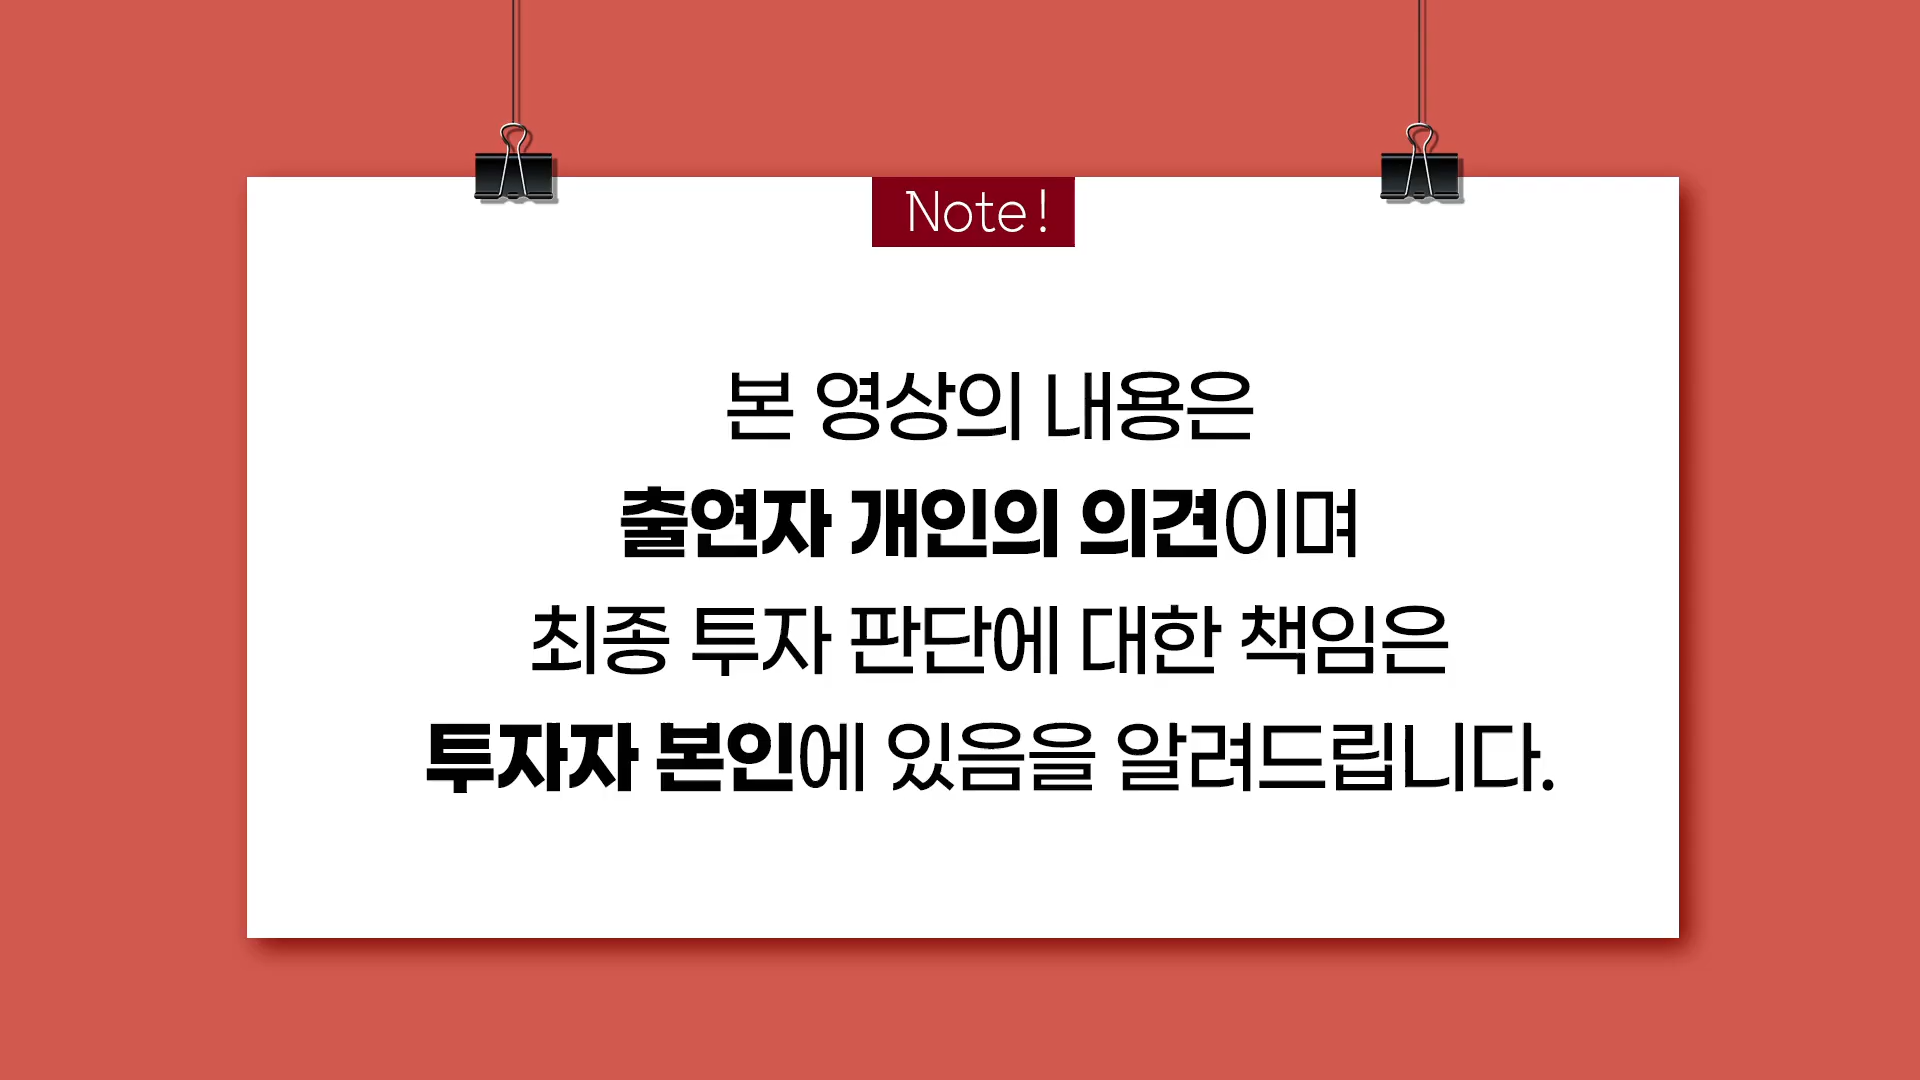 Note!
본 영상의 내용은
출연자 개인의 의견이며
최종 투자 판단에 대한 책임은
투자자 본인에 있음을 알려드립니다.